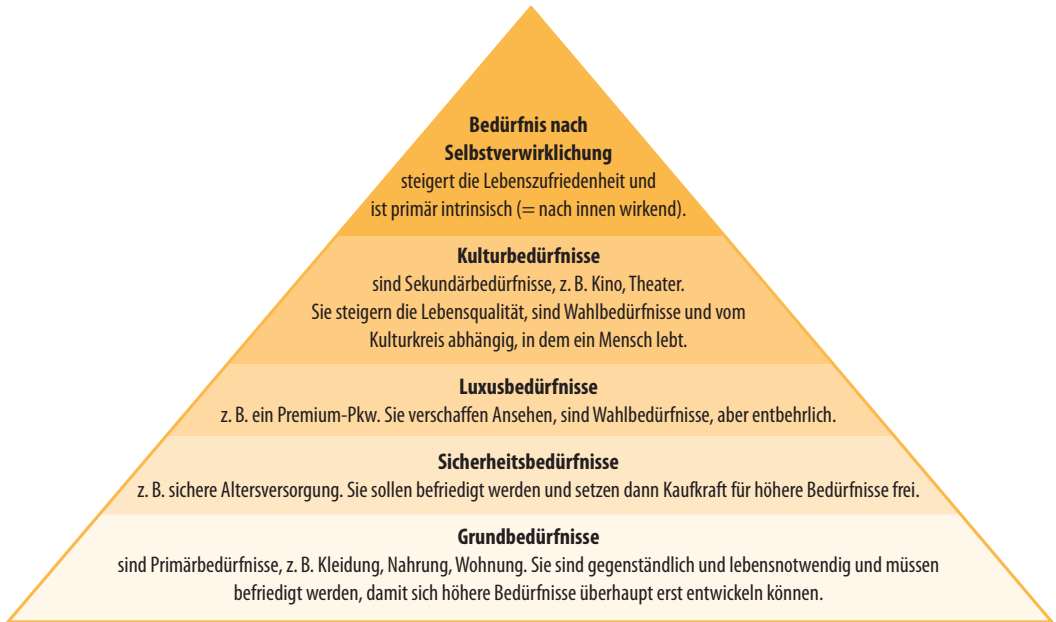 Bedürfnis nach
Selbstverwirklichung
steigert die Lebenszufriedenheit und
ist primär intrinsisch (= nach innen wirkend).
Kulturbedürfnisse
sind Sekundärbedürfnisse, z. B. Kino, Theater.
Sie steigern die Lebensqualität, sind Wahlbedürfnisse und vom
Kulturkreis abhängig, in dem ein Mensch lebt.
Luxusbedürfnisse
z. B. ein Premium-Pkw. Sie verschaffen Ansehen, sind Wahlbedürfnisse, aber entbehrlich.
Sicherheitsbedürfnisse
z. B. sichere Altersversorgung. Sie sollen befriedigt werden und setzen dann Kaufkraft für höhere Bedürfnisse frei.
Grundbedürfnisse
sind Primärbedürfnisse, z. B. Kleidung, Nahrung, Wohnung. Sie sind gegenständlich und lebensnotwendig und müssen
befriedigt werden, damit sich höhere Bedürfnisse überhaupt erst entwickeln können.